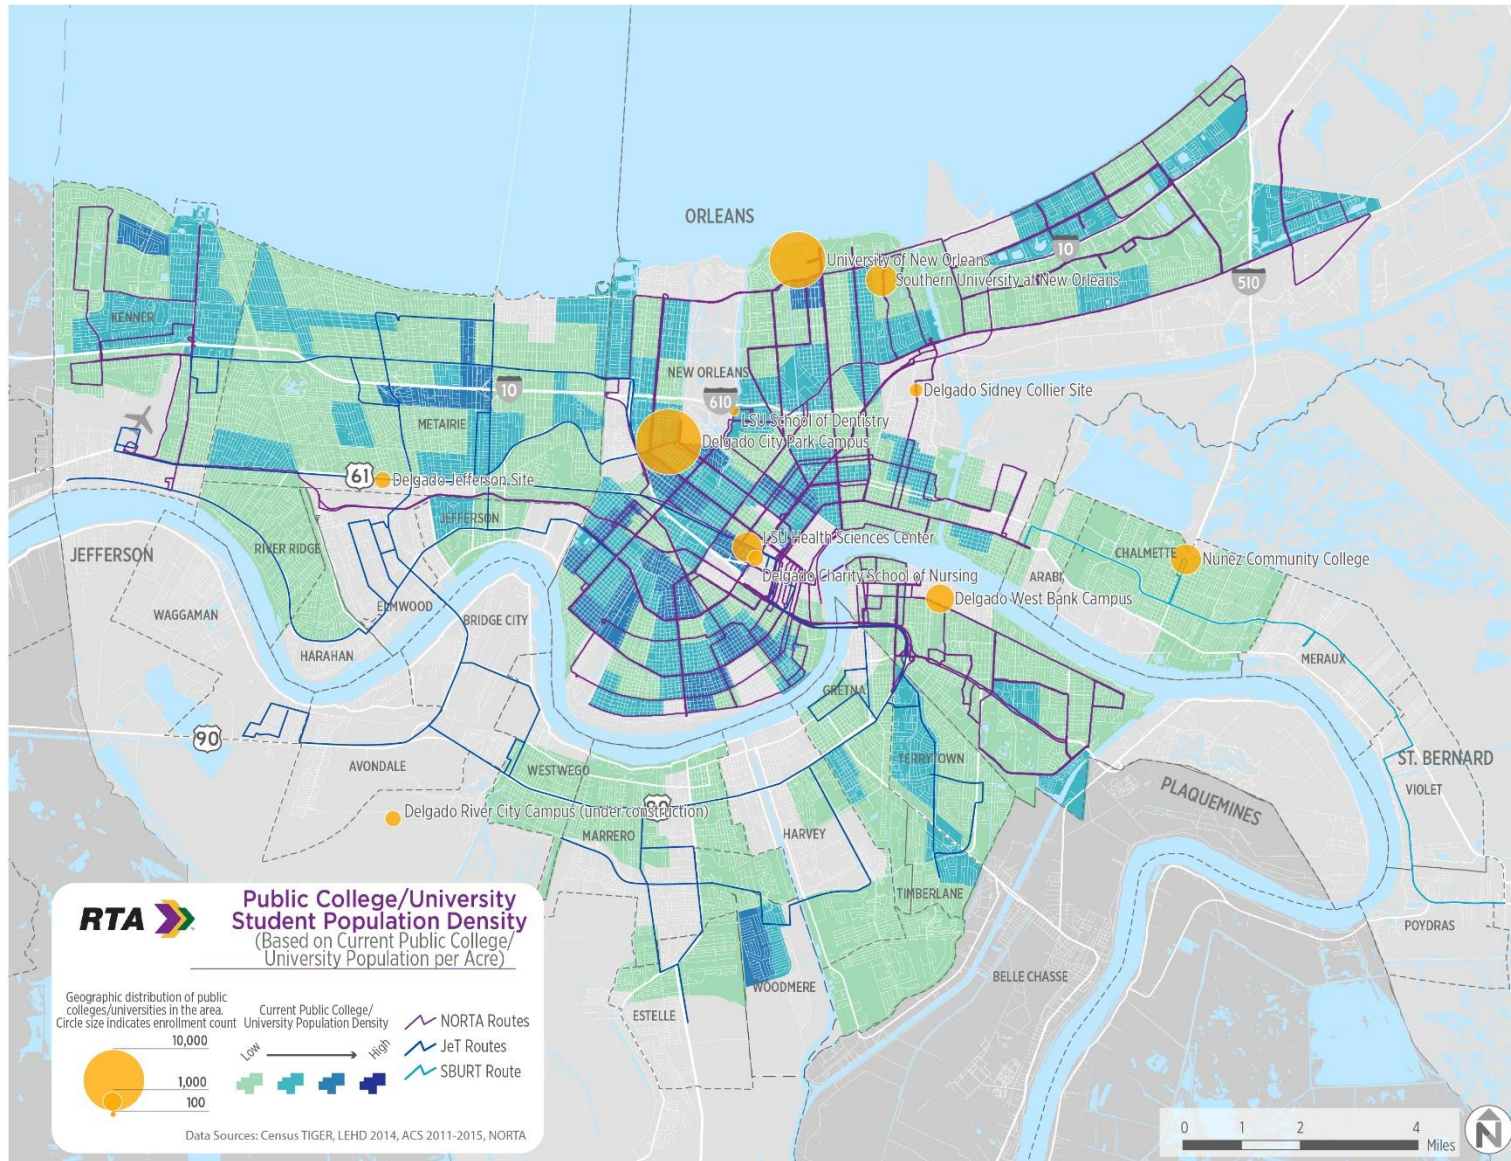 ORLEANS
University of New Orleans
Southern University at New Orleans
10
510
KENNER
NEW ORLEANS
610
10
Delgado Sidney Collier Site
LSU School of Dentistry
METAIRIE
Delgado City Park Campus
61
Delgado Jefferson Site
JEFFERSON
LSU Health Sciences Center
RIVER RIDGE
JEFFERSON
CHALMETTE
Nunez Community College
Delgado Charity School of Nursing
ARABI
Delgado West Bank Campus
WAGGAMAN
ELMWOOD
BRIDGE CITY
HARAHAN
MERAUX
GRETNA
90
AVONDALE
WESTWEGO
TERRYTOWN
ST. BERNARD
VIOLET
PLAQUEMINES
90
Delgado River City Campus (under construction)
MARRERO
HARVEY
TIMBERLANE
POYDRAS
BELLE CHASSE
WOODMERE
ESTELLE
RTA
Public College/University
Student Population Density
(Based on Current Public College/
University Population per Acre)
Geographic distribution of public
colleges/universities in the area.
Circle size indicates enrollment count
10,000
1,000
100
Current Public College/
University Population Density
Low
High
NORTA Routes
JeT Routes
SBURT Route
Data Sources: Census TIGER, LEHD 2014, ACS 2011-2015, NORTA
0 1 2 4
Miles
N